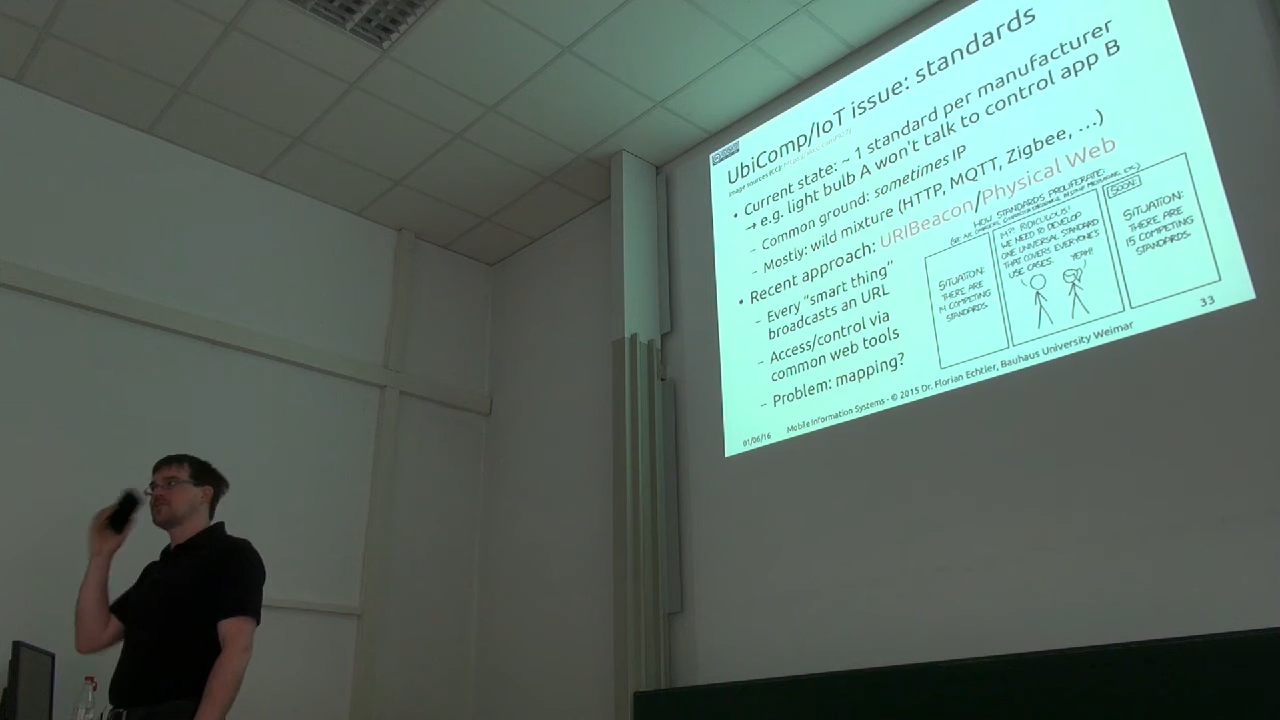 UbiComp/IoT issue: standards
• Current state: ~ 1 standard per manufacturer
→ e.g. light bulb A won't talk to control app B
– Common ground: sometimes IP
– Mostly: wild mixture (HTTP, MQTT, Zigbee, …)
• Recent approach: URIBeacon/Physical Web
– Every "smart thing"
broadcasts an URL
– Access/control via
common web tools
– Problem: mapping?
HOW STANDARDS PROLIFERATE:
SITUATION:
THERE ARE
14 COMPETING
STANDARDS.
14?! RIDICULOUS!
WE NEED TO DEVELOP
ONE UNIVERSAL STANDARD
THAT COVERS EVERYONE'S
USE CASES.
YEAH!
SOON:
SITUATION:
THERE ARE
15 COMPETING
STANDARDS.
01/06/16
Mobile Information Systems - © 2015 Dr. Florian Echtler, Bauhaus University Weimar
33